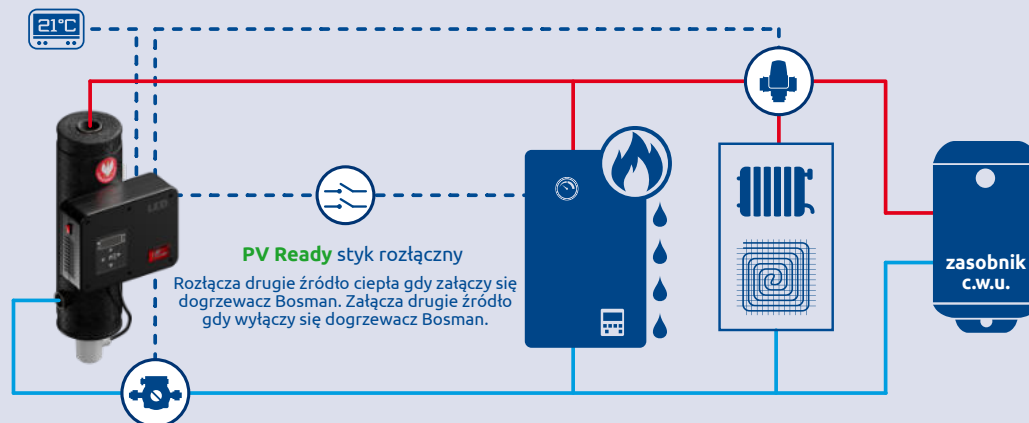 21°C
LED
PV Ready styk rozłączny
Rozłącza drugie źródło ciepła gdy załączy się
dogrzewacz Bosman. Załącza drugie źródło
gdy wyłączy się dogrzewacz Bosman.
zasobnik
c.w.u.